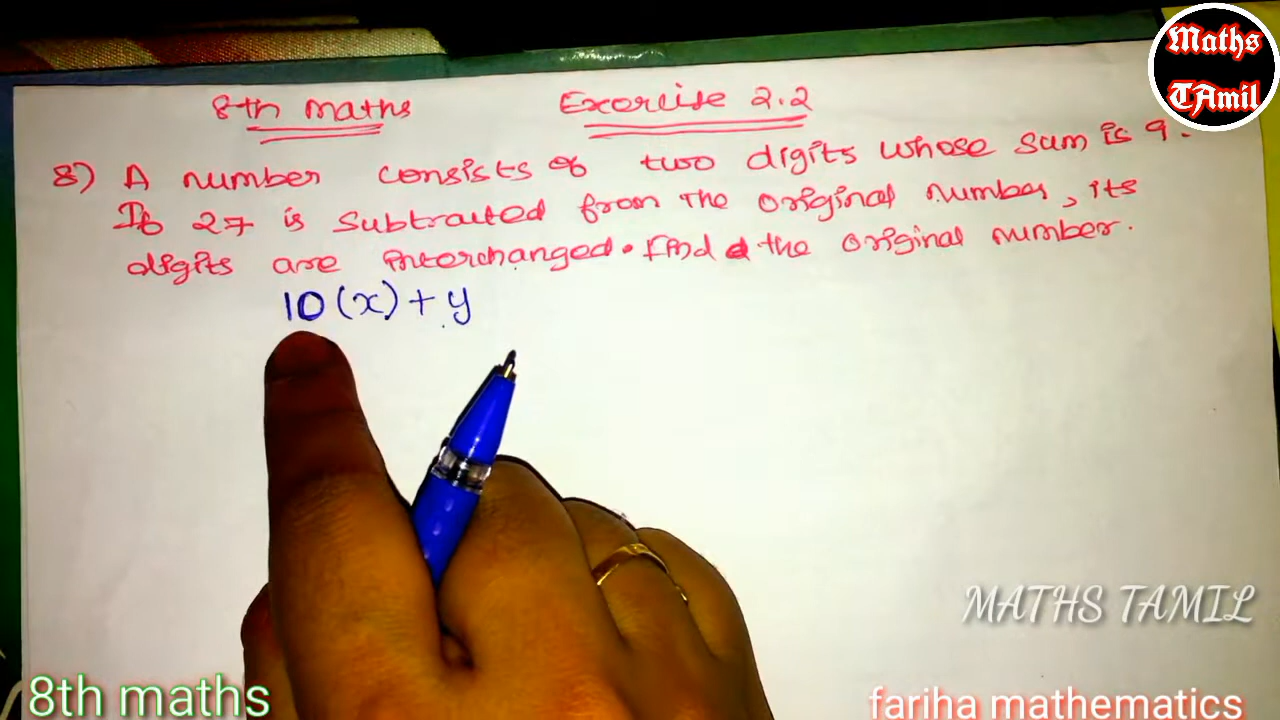 Maths
TAmil
8th maths Exercise 2.2
8) A number consists of two digits whose sum is 9.
If 27 is subtracted from the original number, its
digits are interchanged. Find the original number.
10(x) + y
MATHS TAMIL
8th maths
fariha mathematics